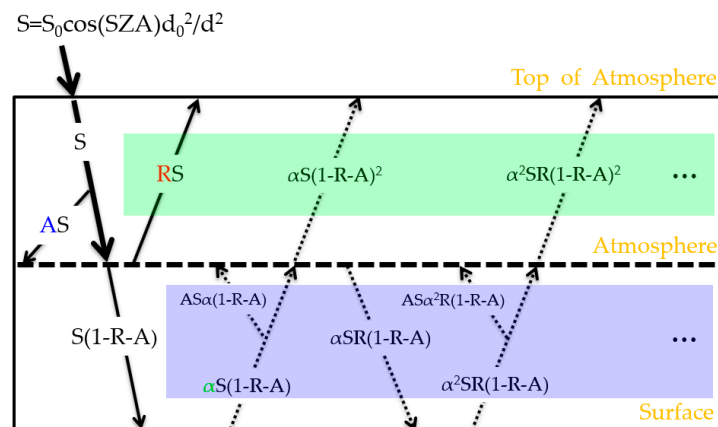 S=S₀cos(SZA)d₀²/d²
Top of Atmosphere
S
RS
αS(1-R-A)²
α²SR(1-R-A)²
...
AS
Atmosphere
ASα(1-R-A)
ASα²R(1-R-A)
S(1-R-A)
αSR(1-R-A)
...
αS(1-R-A)
α²SR(1-R-A)
Surface